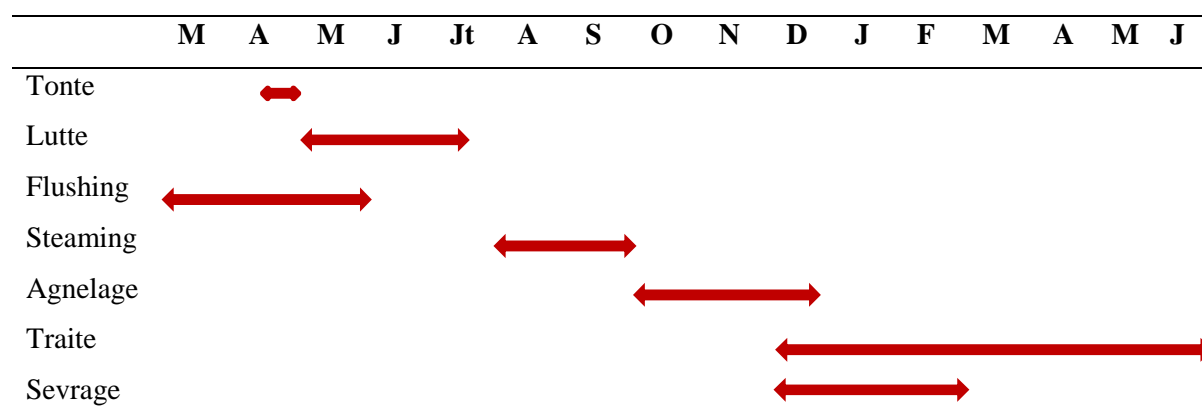 M A M J Jt A S O N D J F M A M J
Tonte
Lutte
Flushing
Steaming
Agnelage
Traite
Sevrage